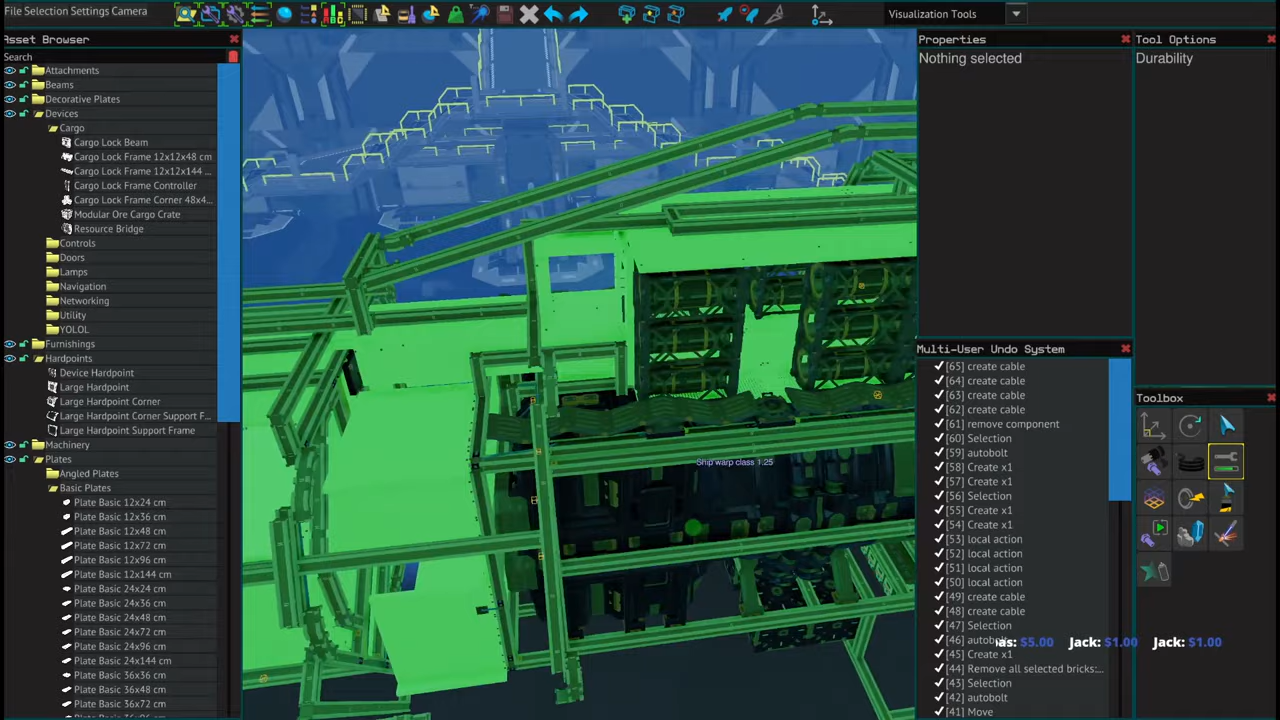 File Selection Settings Camera
Visualization Tools
Asset Browser
Search
Attachments
Beams
Decorative Plates
Devices
Cargo
Cargo Lock Beam
Cargo Lock Frame 12x12x48 cm
Cargo Lock Frame 12x12x144 ...
Cargo Lock Frame Controller
Cargo Lock Frame Corner 48x4...
Modular Ore Cargo Crate
Resource Bridge
Controls
Doors
Lamps
Navigation
Networking
Utility
YOLOL
Furnishings
Hardpoints
Device Hardpoint
Large Hardpoint
Large Hardpoint Corner
Large Hardpoint Corner Support F...
Large Hardpoint Support Frame
Machinery
Plates
Angled Plates
Basic Plates
Plate Basic 12x24 cm
Plate Basic 12x36 cm
Plate Basic 12x48 cm
Plate Basic 12x72 cm
Plate Basic 12x96 cm
Plate Basic 12x144 cm
Plate Basic 24x24 cm
Plate Basic 24x36 cm
Plate Basic 24x48 cm
Plate Basic 24x72 cm
Plate Basic 24x96 cm
Plate Basic 24x144 cm
Plate Basic 36x36 cm
Plate Basic 36x48 cm
Plate Basic 36x72 cm
Plate Basic 36x96 cm
Ship warp class 1.25
Properties
Nothing selected
Tool Options
Durability
Multi-User Undo System
[65] create cable
[64] create cable
[63] create cable
[62] create cable
[61] remove component
[60] Selection
[59] autobolt
[58] Create x1
[57] Create x1
[56] Selection
[55] Create x1
[54] Create x1
[53] local action
[52] local action
[51] local action
[50] local action
[49] create cable
[48] create cable
[47] Selection
[46] autobo
[45] Create x1
[44] Remove all selected bricks:...
[43] Selection
[42] autobolt
[41] Move
Toolbox
as: $5.00 Jack: $1.00 Jack: $1.00